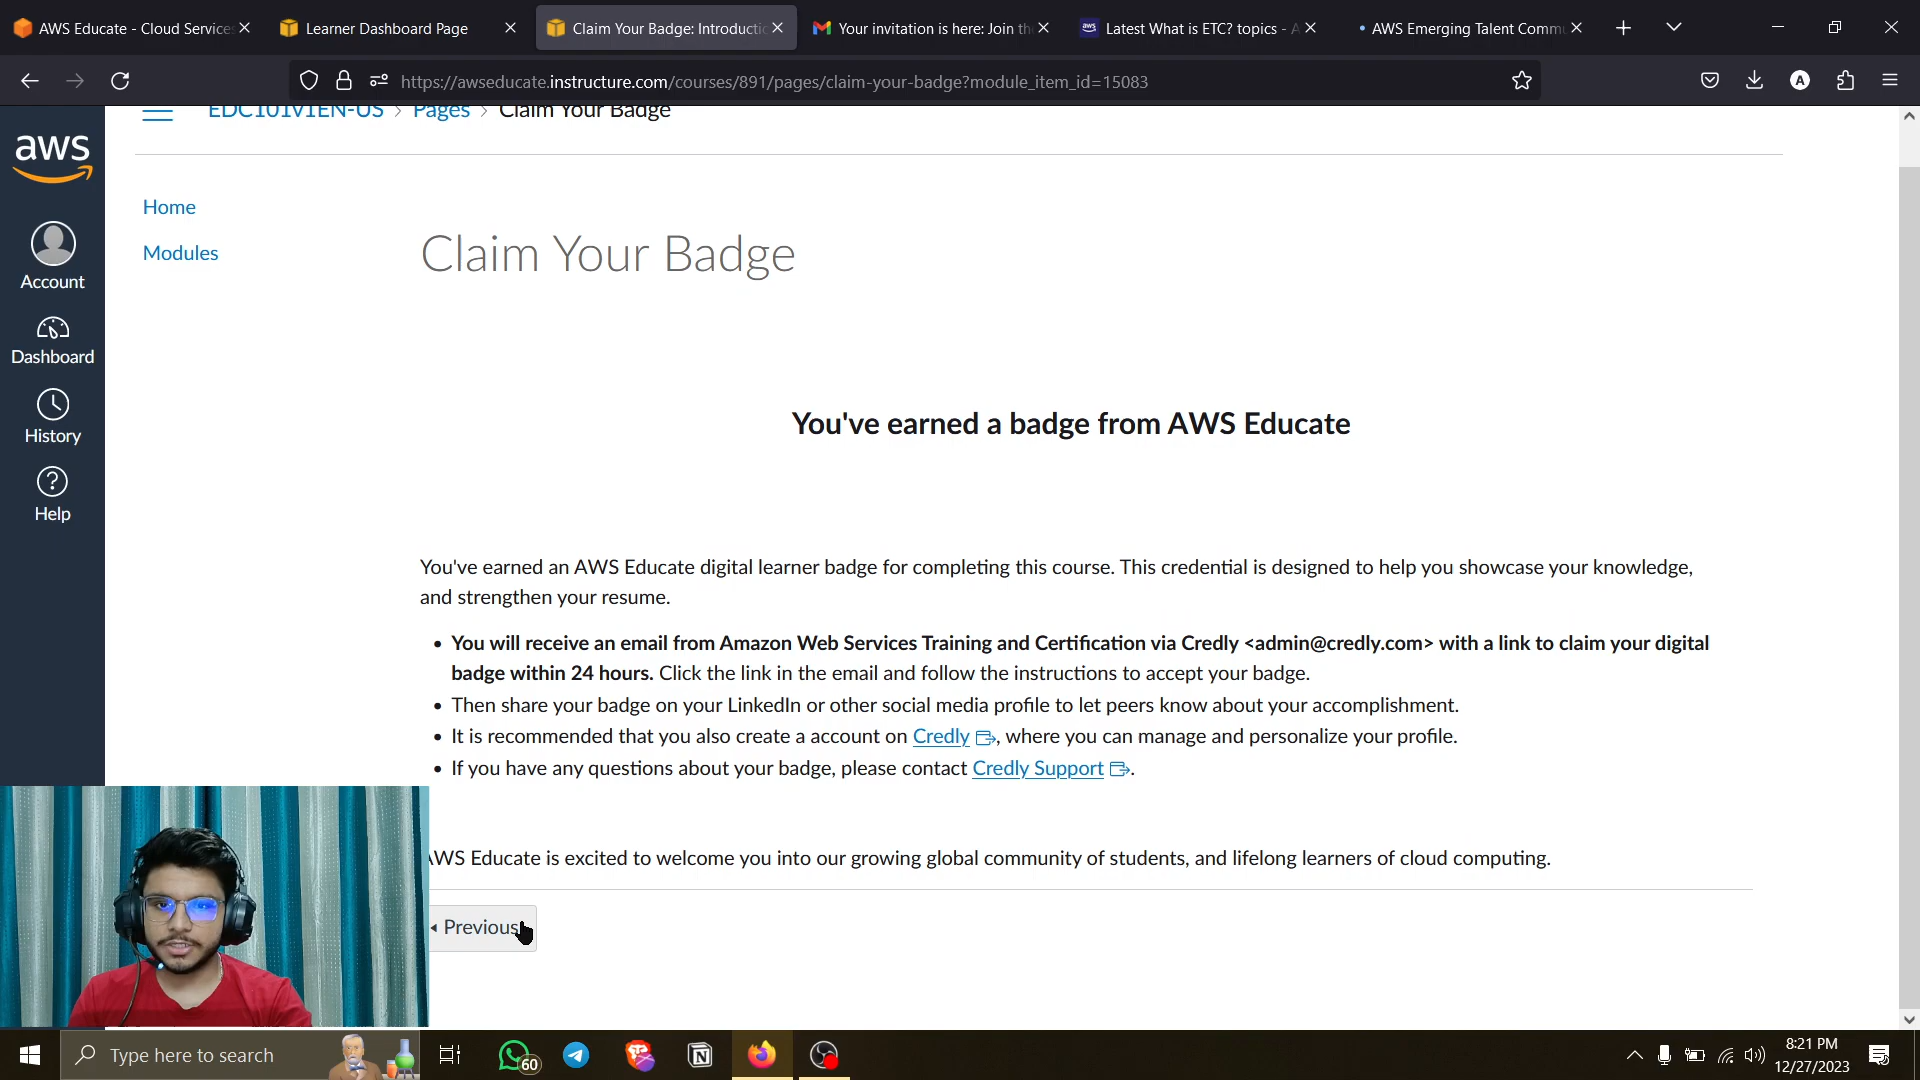 AWS Educate - Cloud Services
Learner Dashboard Page
Claim Your Badge: Introductio
Your invitation is here: Join th
aws
Latest What is ETC? topics - A
AWS Emerging Talent Commu
https://awseducate.instructure.com/courses/891/pages/claim-your-badge?module_item_id=15083
A
EDC101V1EN-US > Pages > Claim Your Badge
aws
Home
Modules
Account
Dashboard
History
Help
Claim Your Badge
You've earned a badge from AWS Educate
You've earned an AWS Educate digital learner badge for completing this course. This credential is designed to help you showcase your knowledge,
and strengthen your resume.
• You will receive an email from Amazon Web Services Training and Certification via Credly <admin@credly.com> with a link to claim your digital
badge within 24 hours. Click the link in the email and follow the instructions to accept your badge.
• Then share your badge on your LinkedIn or other social media profile to let peers know about your accomplishment.
• It is recommended that you also create a account on Credly, where you can manage and personalize your profile.
• If you have any questions about your badge, please contact Credly Support.
AWS Educate is excited to welcome you into our growing global community of students, and lifelong learners of cloud computing.
Previous
Type here to search
60
N
8:21 PM
12/27/2023